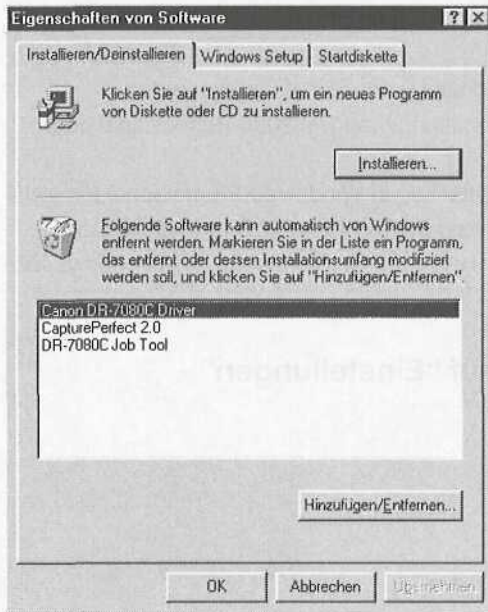 Eigenschaften von Software
Installieren/Deinstallieren
Windows Setup
Startdiskette
Klicken Sie auf "Installieren", um ein neues Programm
von Diskette oder CD zu installieren.
Installieren...
Folgende Software kann automatisch von Windows
entfernt werden. Markieren Sie in der Liste ein Programm,
das entfernt oder dessen Installationsumfang modifiziert
werden soll, und klicken Sie auf "Hinzufügen/Entfernen".
Canon DR-7080C Driver
CapturePerfect 2.0
DR-7080C Job Tool
Hinzufügen/Entfernen...
OK
Abbrechen
Übernehmen